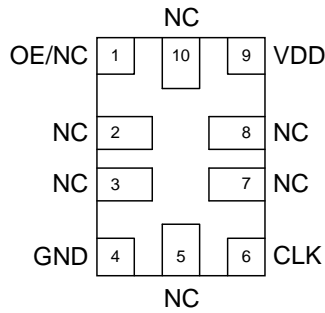 NC
OE/NC 1 10 9 VDD
NC 2 8 NC
NC 3 7 NC
GND 4 5 6 CLK
NC